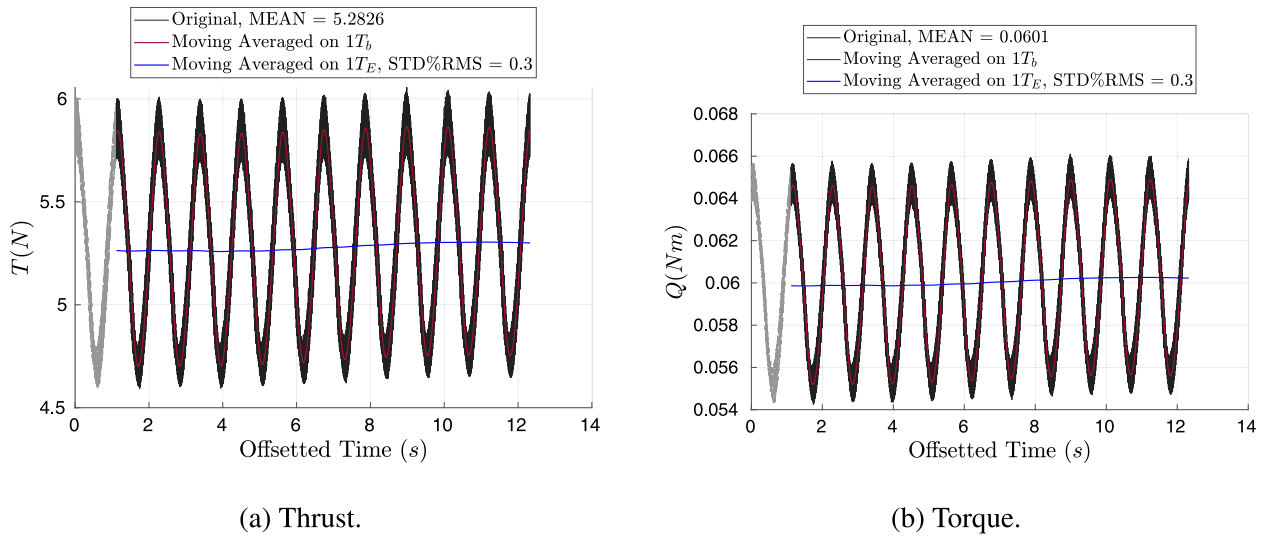 Original, MEAN = 5.2826
Moving Averaged on 1T_b
Moving Averaged on 1T_E, STD%RMS = 0.3
6
5.5
5
4.5
T(N)
0 2 4 6 8 10 12 14
Offsetted Time (s)
(a) Thrust.
Original, MEAN = 0.0601
Moving Averaged on 1T_b
Moving Averaged on 1T_E, STD%RMS = 0.3
0.068
0.066
0.064
0.062
0.06
0.058
0.056
0.054
Q(Nm)
0 2 4 6 8 10 12 14
Offsetted Time (s)
(b) Torque.